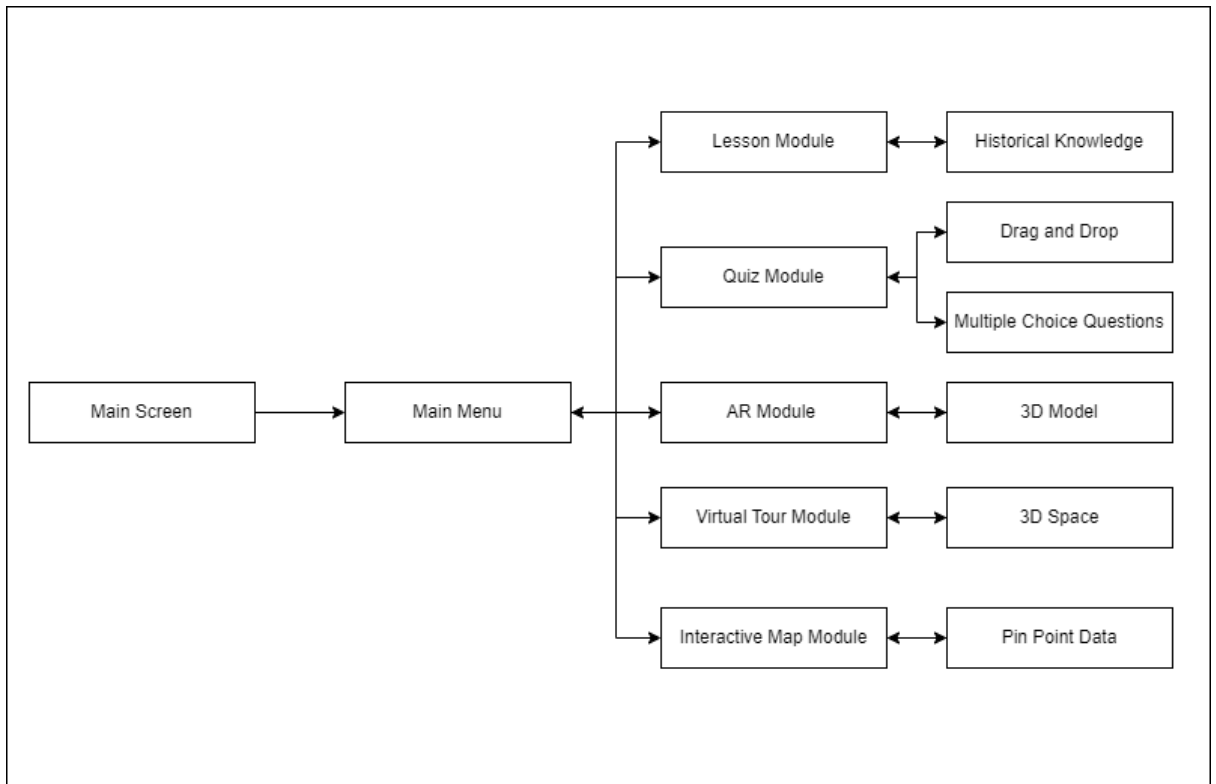 Lesson Module
Historical Knowledge
Drag and Drop
Quiz Module
Multiple Choice Questions
Main Screen
Main Menu
AR Module
3D Model
Virtual Tour Module
3D Space
Interactive Map Module
Pin Point Data